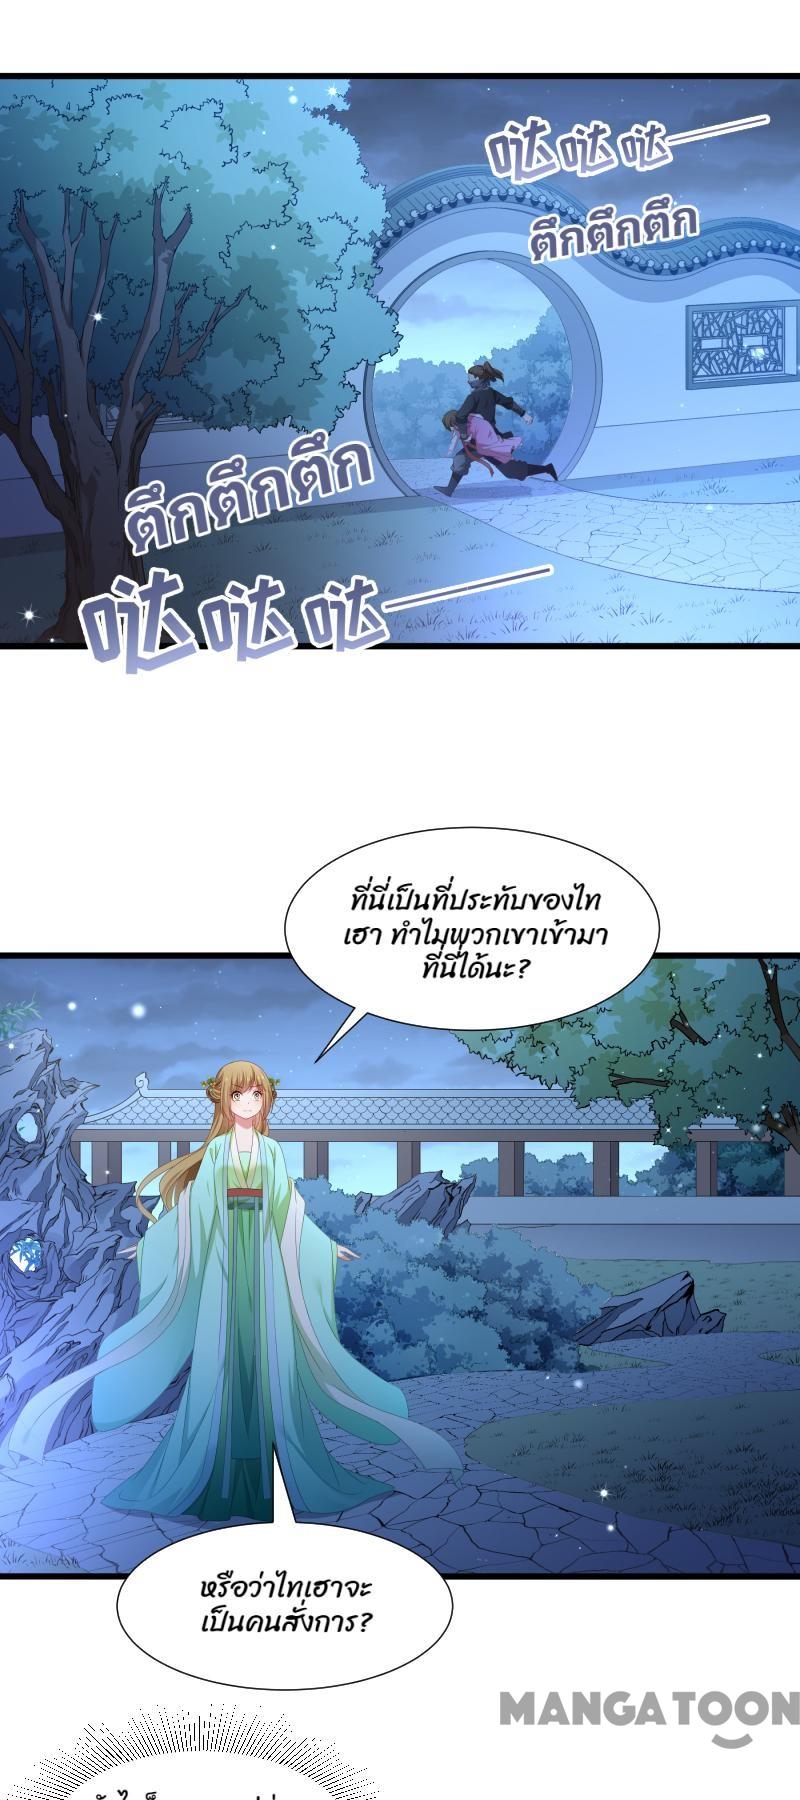 哒哒哒
ตึกตึกตึก
ตึกตึกตึก
哒哒哒
ที่นี่เป็นที่ประทับของไท
เฮา ทำไมพวกเขาเข้ามา
ที่นี่ได้นะ?
หรือว่าไทเฮาจะ
เป็นคนสั่งการ?
MANGA TOON